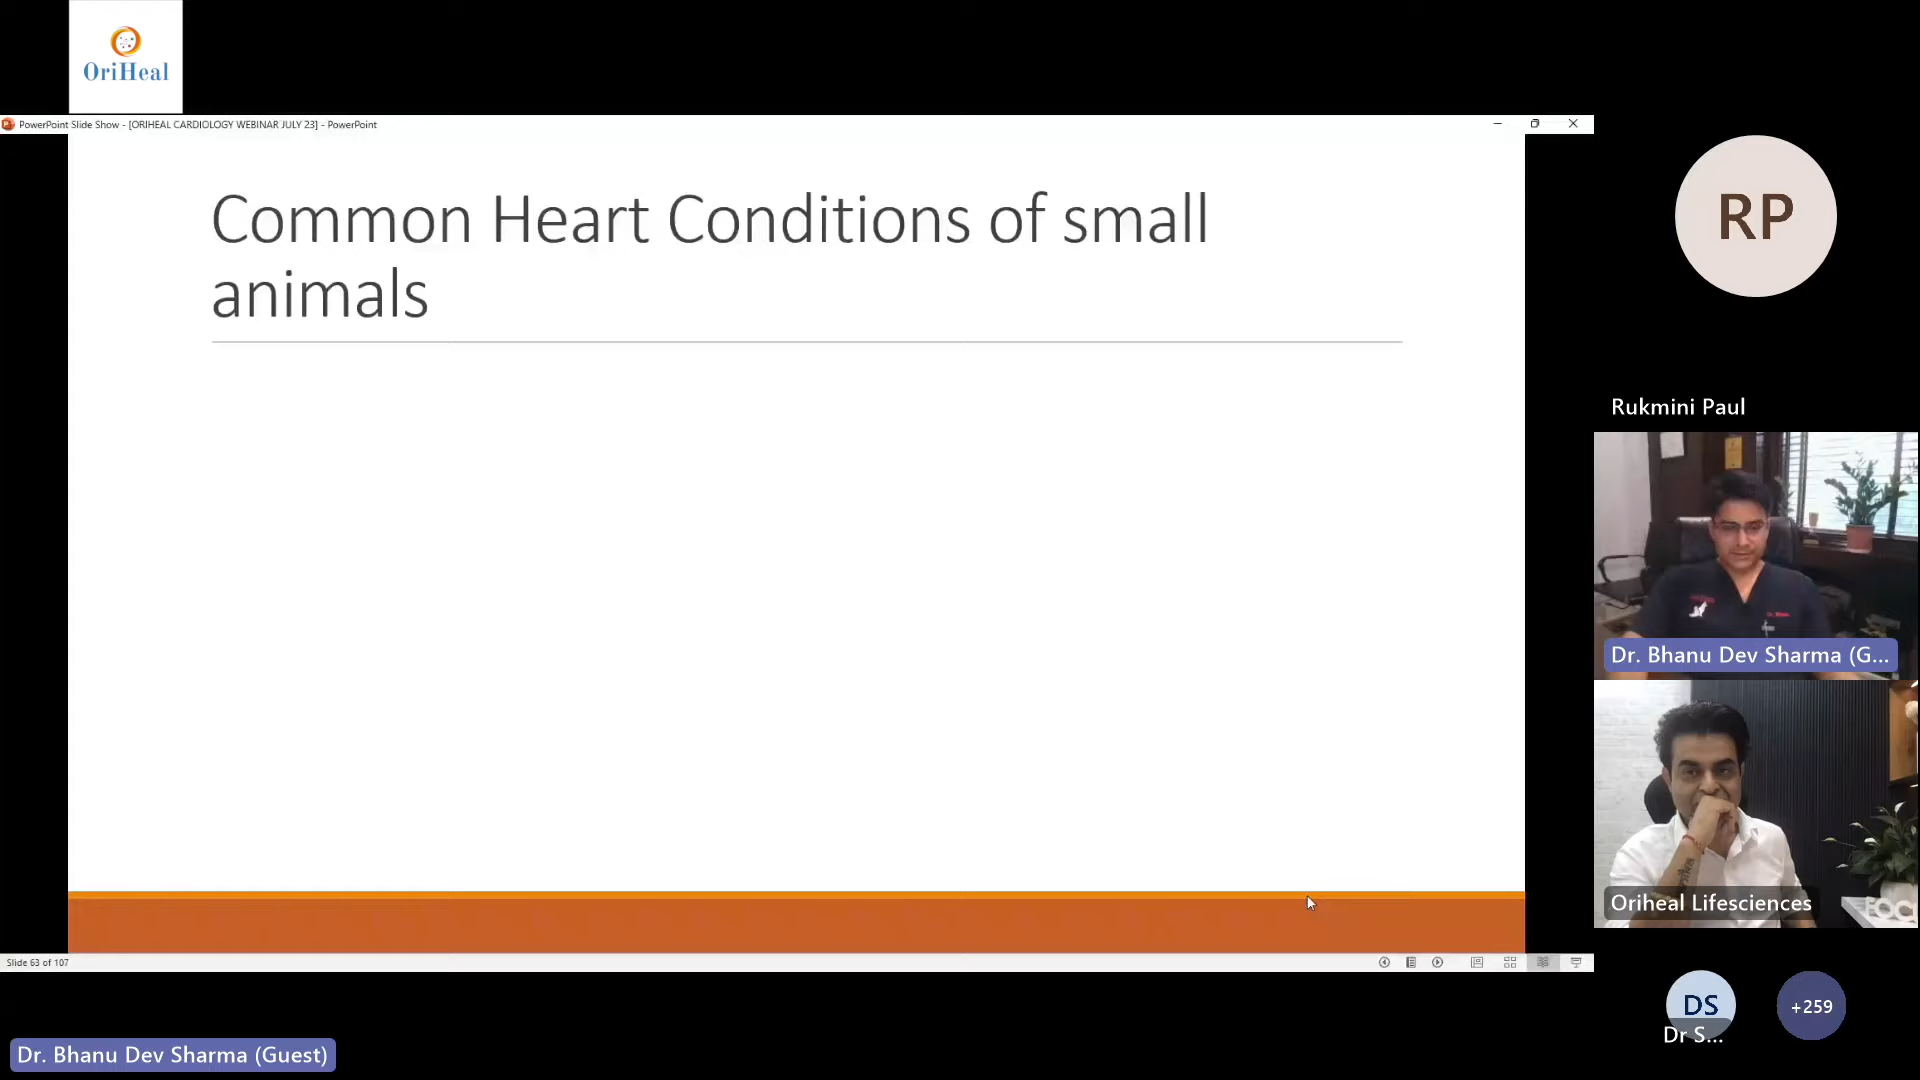 OriHeal
PowerPoint Slide Show - [ORIHEAL CARDIOLOGY WEBINAR JULY 23] - PowerPoint
Common Heart Conditions of small
animals
RP
Rukmini Paul
Dr. Bhanu Dev Sharma (G...
Oriheal Lifesciences
FOC
Slide 63 of 107
DS
Dr S...
+259
Dr. Bhanu Dev Sharma (Guest)